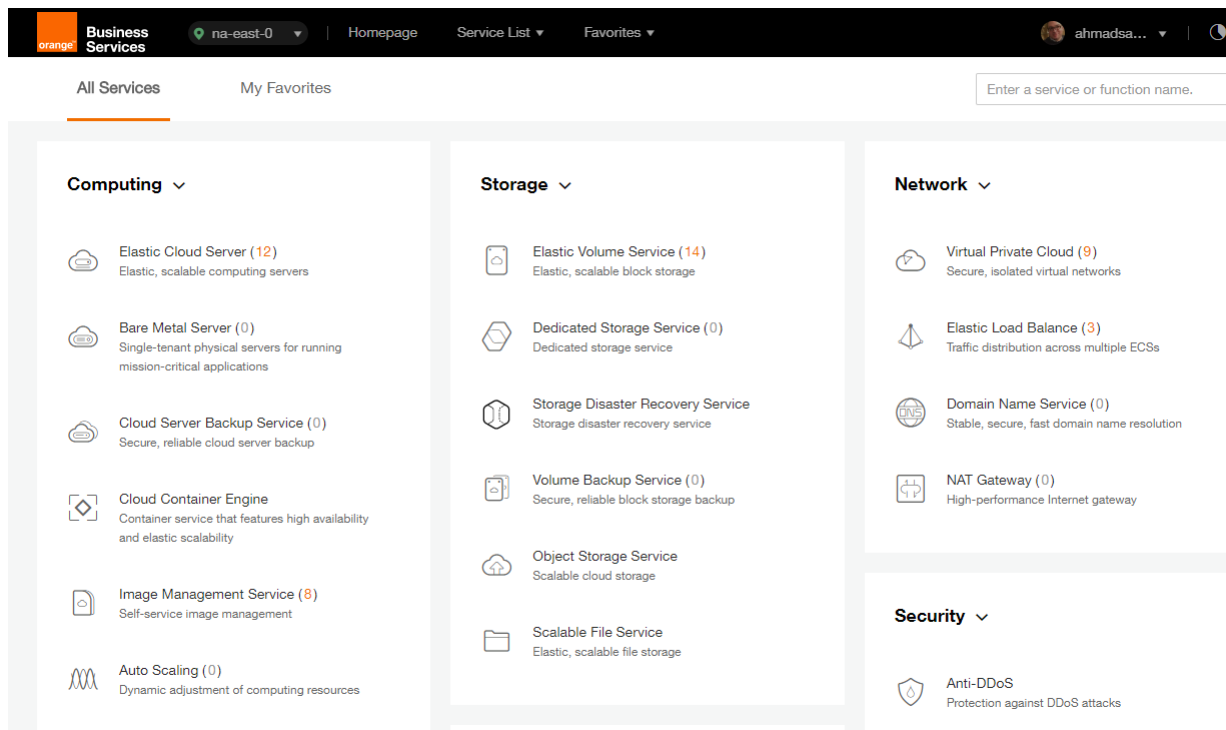 orange™
Business
Services
na-east-0
Homepage
Service List
Favorites
ahmadsa...
All Services
My Favorites
Enter a service or function name.
Computing
Elastic Cloud Server (12)
Elastic, scalable computing servers
Bare Metal Server (0)
Single-tenant physical servers for running
mission-critical applications
Cloud Server Backup Service (0)
Secure, reliable cloud server backup
Cloud Container Engine
Container service that features high availability
and elastic scalability
Image Management Service (8)
Self-service image management
Auto Scaling (0)
Dynamic adjustment of computing resources
Storage
Elastic Volume Service (14)
Elastic, scalable block storage
Dedicated Storage Service (0)
Dedicated storage service
Storage Disaster Recovery Service
Storage disaster recovery service
Volume Backup Service (0)
Secure, reliable block storage backup
Object Storage Service
Scalable cloud storage
Scalable File Service
Elastic, scalable file storage
Network
Virtual Private Cloud (9)
Secure, isolated virtual networks
Elastic Load Balance (3)
Traffic distribution across multiple ECSs
DNS
Domain Name Service (0)
Stable, secure, fast domain name resolution
NAT Gateway (0)
High-performance Internet gateway
Security
Anti-DDoS
Protection against DDoS attacks